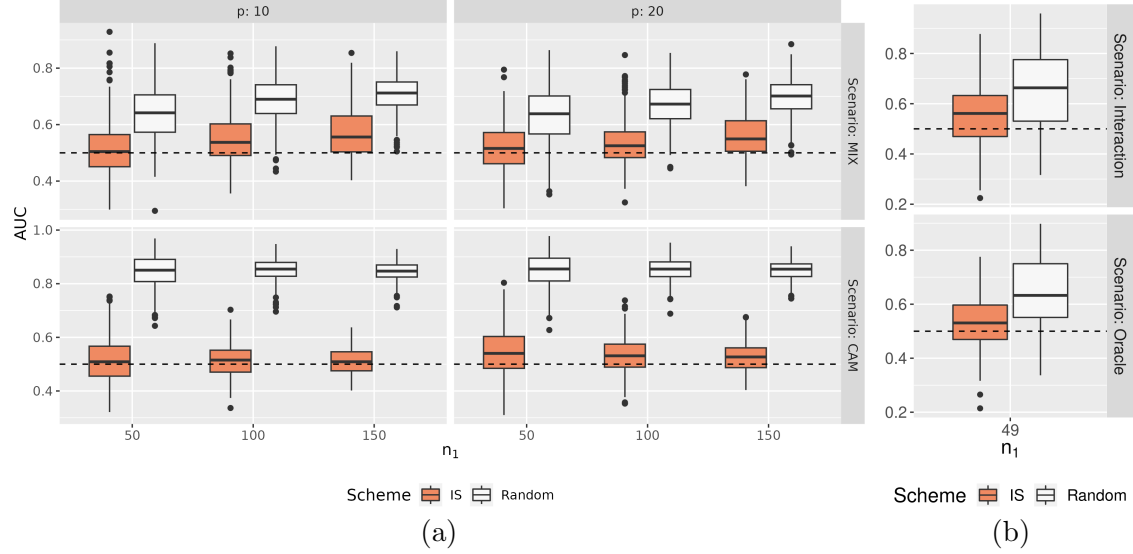 p: 10
p: 20
AUC
0.8
0.6
0.4
Scenario: MIX
1.0
0.8
0.6
0.4
Scenario: CAM
50
100
150
50
100
150
n1
Scheme IS Random
(a)
0.8
0.6
0.4
0.2
Scenario: Interaction
0.8
0.6
0.4
0.2
Scenario: Oracle
49
n1
Scheme IS Random
(b)